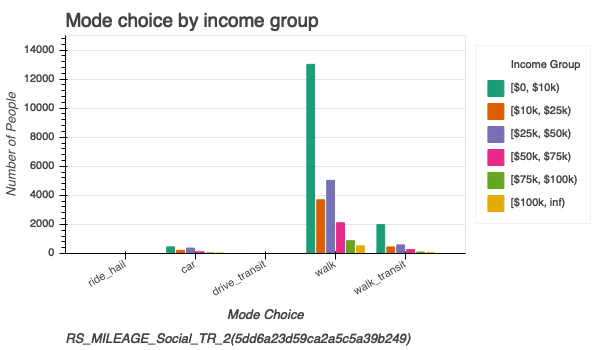 Mode choice by income group
Number of People
14000
12000
10000
8000
6000
4000
2000
0
ride_hail
car
drive_transit
walk
walk_transit
Mode Choice
RS_MILEAGE_Social_TR_2(5dd6a23d59ca2a5c5a39b249)
Income Group
[$0, $10k)
[$10k, $25k)
[$25k, $50k)
[$50k, $75k)
[$75k, $100k)
[$100k, inf)